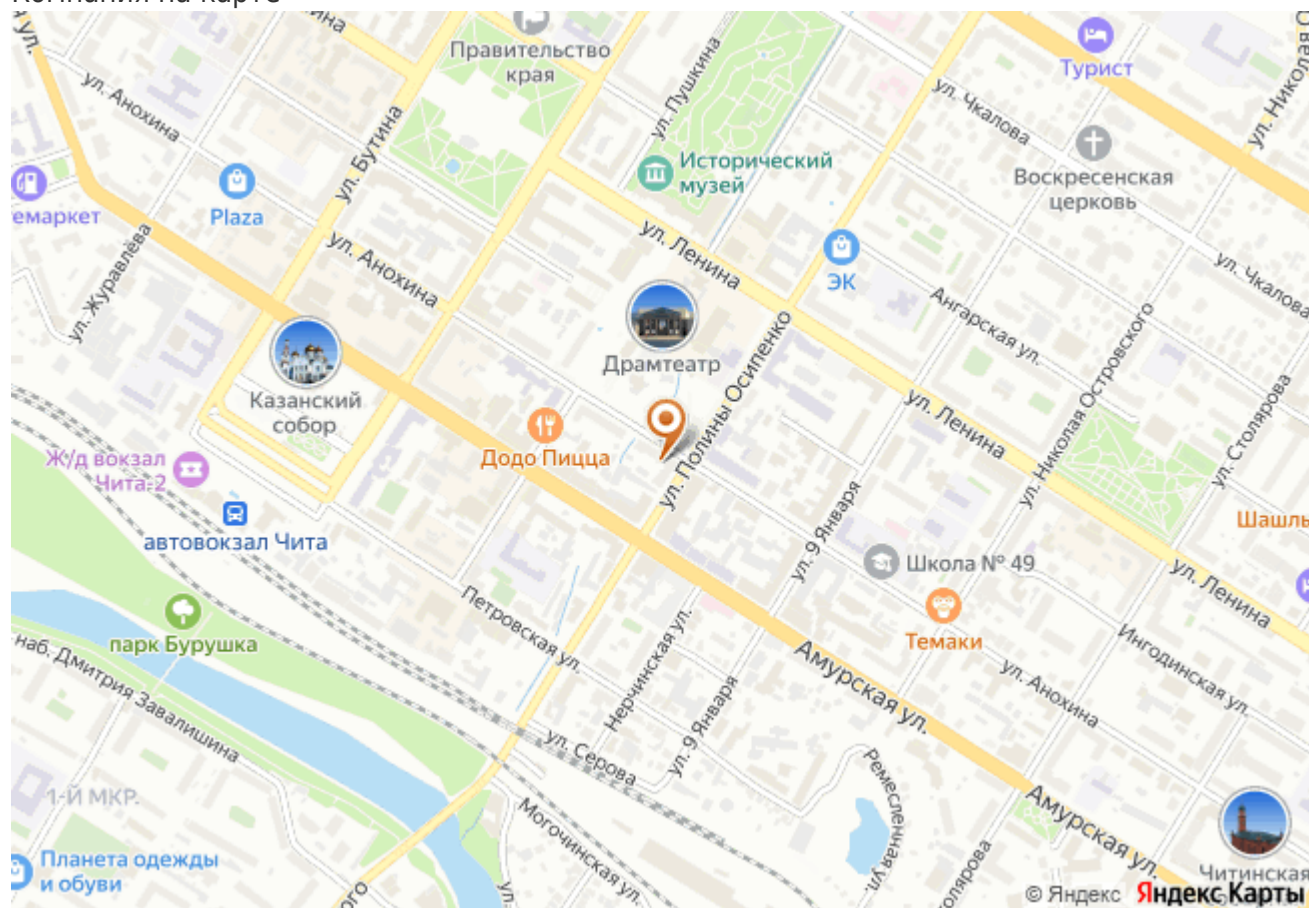 Компания на карте
ул.
ул. Анохина
Plaza
ул. Журавлёва
ул. Бутина
Правительство
края
ул. Пушкина
Исторический
музей
Турист
ул. Чкалова
Воскресенская
церковь
ул. Чкалова
ул. Анохина
ул. Ленина
ЭК
Ангарская ул.
Драмтеатр
Казанский
собор
Додо Пицца
ул. Полины Осипенко
ул. Ленина
ул. Николая Островского
ул. Столярова
Ж/д вокзал
Чита-2
автовокзал Чита
ул. 9 Января
Школа № 49
Темаки
ул. Ленина
Петровская ул.
парк Бурушка
наб. Дмитрия Завалишина
Нерчинская ул.
ул. 9 Января
Амурская ул.
ул. Анохина
Ингодинская ул.
ул. Серова
1-Й МКР.
Могочинская ул.
Ремесленная ул.
Амурская ул.
Планета одежды
и обуви
Читинская
© Яндекс Яндекс Карты